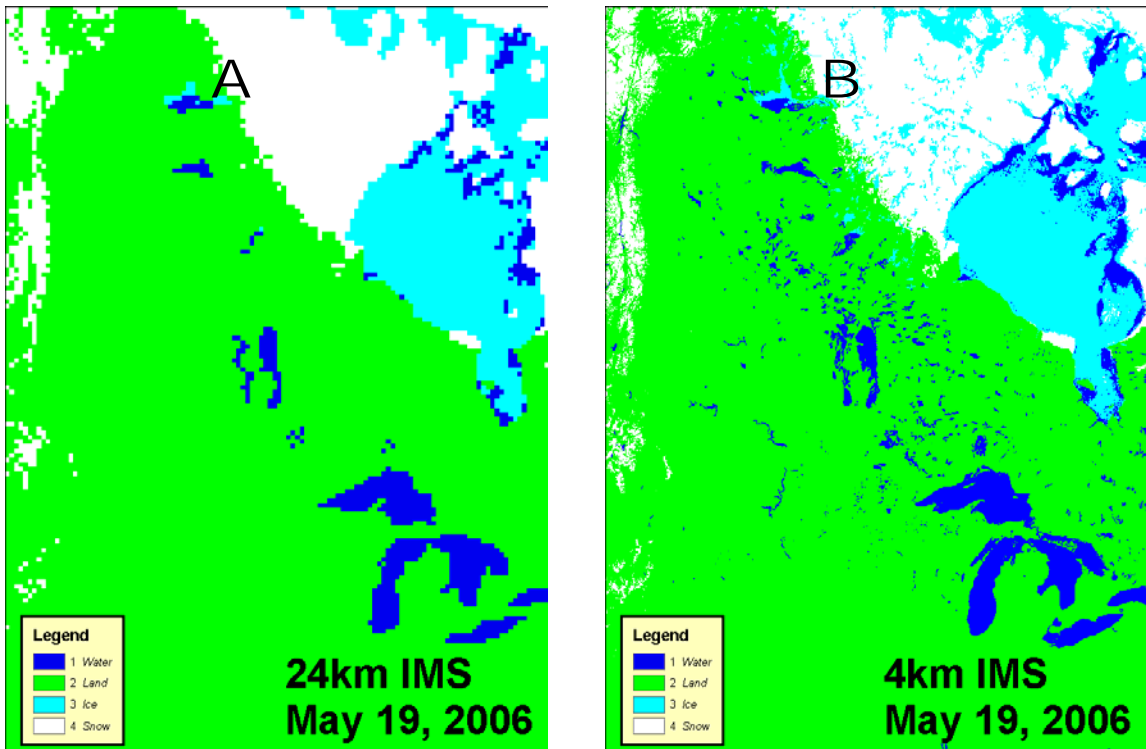 A
Legend
1 Water
2 Land
3 Ice
4 Snow
24km IMS
May 19, 2006
B
Legend
1 Water
2 Land
3 Ice
4 Snow
4km IMS
May 19, 2006